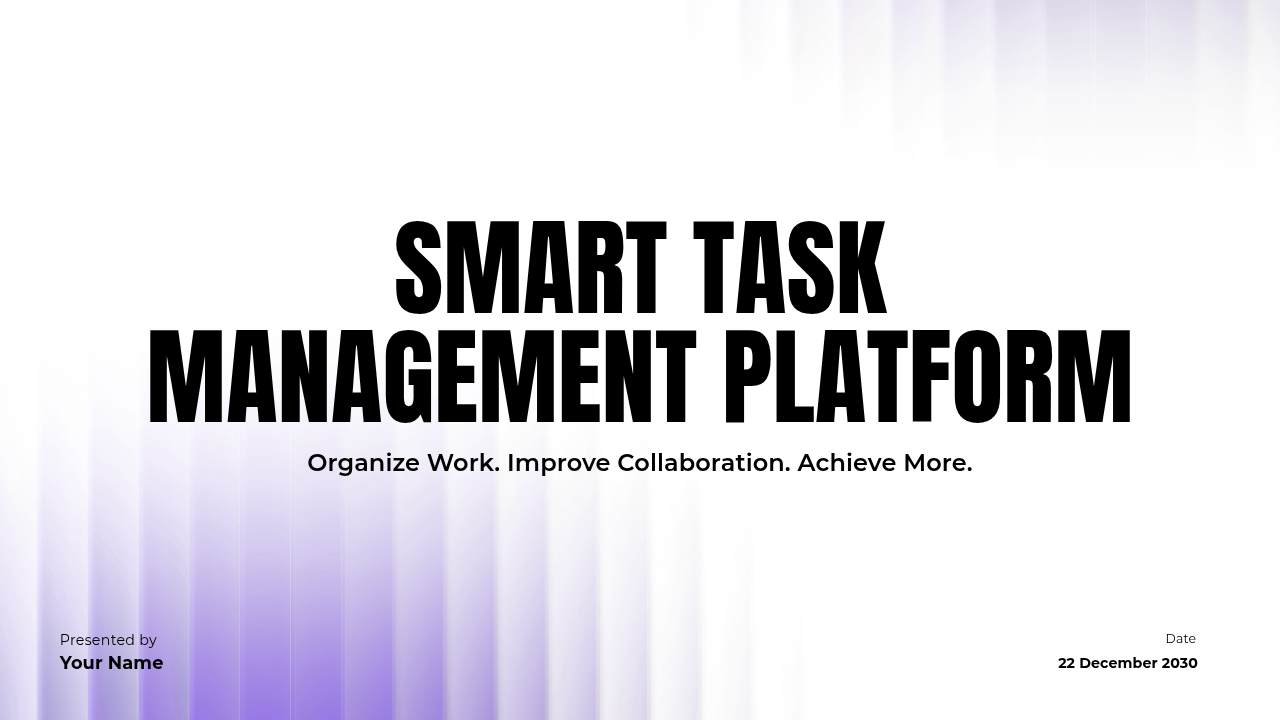 SMART TASK
MANAGEMENT PLATFORM
Organize Work. Improve Collaboration. Achieve More.
Presented by
Your Name
Date
22 December 2030